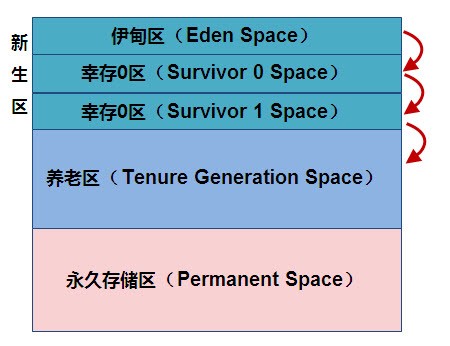 新生区
伊甸区（Eden Space）
幸存0区（Survivor 0 Space）
幸存0区（Survivor 1 Space）
养老区（Tenure Generation Space）
永久存储区（Permanent Space）